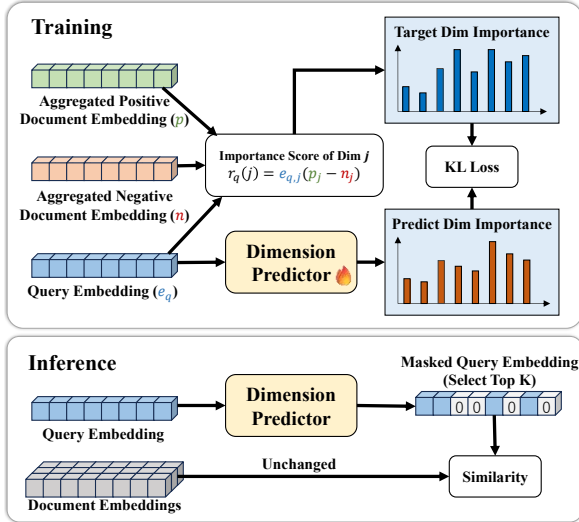 Training
Target Dim Importance
Aggregated Positive
Document Embedding (p)
Importance Score of Dim j
r_q(j) = e_{q,j}(p_j − n_j)
KL Loss
Aggregated Negative
Document Embedding (n)
Predict Dim Importance
Dimension
Predictor
Query Embedding (e_q)
Inference
Masked Query Embedding
(Select Top K)
Dimension
Predictor
0 0 0 0
Query Embedding
Unchanged
Similarity
Document Embeddings